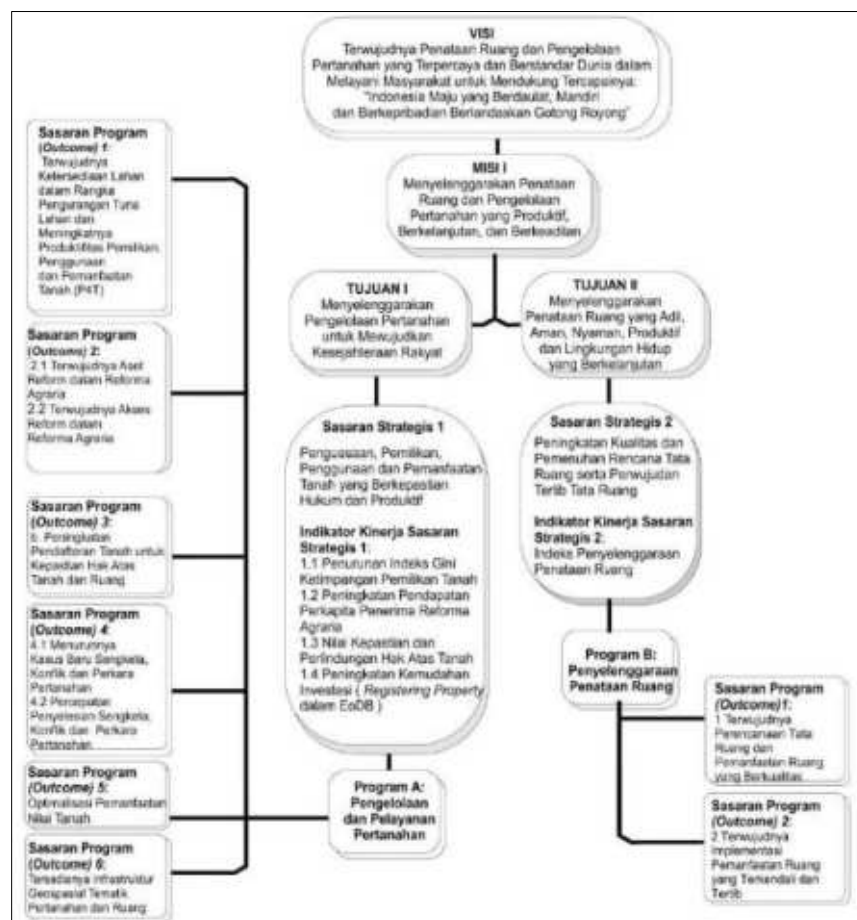 VISI
Terwujudnya Penataan Ruang dan Pengelolaan
Pertanahan yang Terpercaya dan Berstandar Dunia dalam
Melayani Masyarakat untuk Mendukung Tercapainya:
"Indonesia Maju yang Berdaulat, Mandiri
dan Berkepribadian Berlandaskan Gotong Royong"
MISI I
Menyelenggarakan Penataan
Ruang dan Pengelolaan
Pertanahan yang Produktif,
Berkelanjutan, dan Berkeadilan
TUJUAN I
Menyelenggarakan
Pengelolaan Pertanahan
untuk Mewujudkan
Kesejahteraan Rakyat
TUJUAN II
Menyelenggarakan
Penataan Ruang yang Adil,
Aman, Nyaman, Produktif
dan Lingkungan Hidup
yang Berkelanjutan
Sasaran Strategis 1
Penguasaan, Pemilikan,
Penggunaan dan Pemanfaatan
Tanah yang Berkepastian
Hukum dan Produktif
Indikator Kinerja Sasaran
Strategis 1:
1.1 Penurunan Indeks Gini
Ketimpangan Pemilikan Tanah
1.2 Peningkatan Pendapatan
Perkapita Penerima Reforma
Agraria
1.3 Nilai Kepastian dan
Perlindungan Hak Atas Tanah
1.4 Peningkatan Kemudahan
Investasi ( Registering Property
dalam EoDB )
Sasaran Strategis 2
Peningkatan Kualitas dan
Pemenuhan Rencana Tata
Ruang serta Perwujudan
Tertib Tata Ruang
Indikator Kinerja Sasaran
Strategis 2:
Indeks Penyelenggaraan
Penataan Ruang
Program A:
Pengelolaan
dan Pelayanan
Pertanahan
Program B:
Penyelenggaraan
Penataan Ruang
Sasaran Program
(Outcome) 1:
Terwujudnya
Ketersediaan Lahan
dalam Rangka
Pengurangan Tuna
Lahan dan
Meningkatnya
Produktifitas Pemilikan,
Penggunaan
dan Pemanfaatan
Tanah (P4T)
Sasaran Program
(Outcome) 2:
2.1 Terwujudnya Aset
Reform dalam Reforma
Agraria
2.2 Terwujudnya Akses
Reform dalam
Reforma Agraria
Sasaran Program
(Outcome) 3:
Peningkatan
Pendaftaran Tanah untuk
Kepastian Hak Atas
Tanah dan Ruang
Sasaran Program
(Outcome) 4:
4.1 Menurunnya
Kasus Baru Sengketa,
Konflik dan Perkara
Pertanahan
4.2 Percepatan
Penyelesaian Sengketa,
Konflik dan Perkara
Pertanahan
Sasaran Program
(Outcome) 5:
Optimalisasi Pemanfaatan
Nilai Tanah
Sasaran Program
(Outcome) 6:
Tersedianya Infrastruktur
Geospasial Tematik
Pertanahan dan Ruang
Sasaran Program
(Outcome)1:
1 Terwujudnya
Perencanaan Tata
Ruang dan
Pemanfaatan Ruang
yang Berkualitas
Sasaran Program
(Outcome) 2:
2 Terwujudnya
Implementasi
Pemanfaatan Ruang
yang Terkendali dan
Tertib